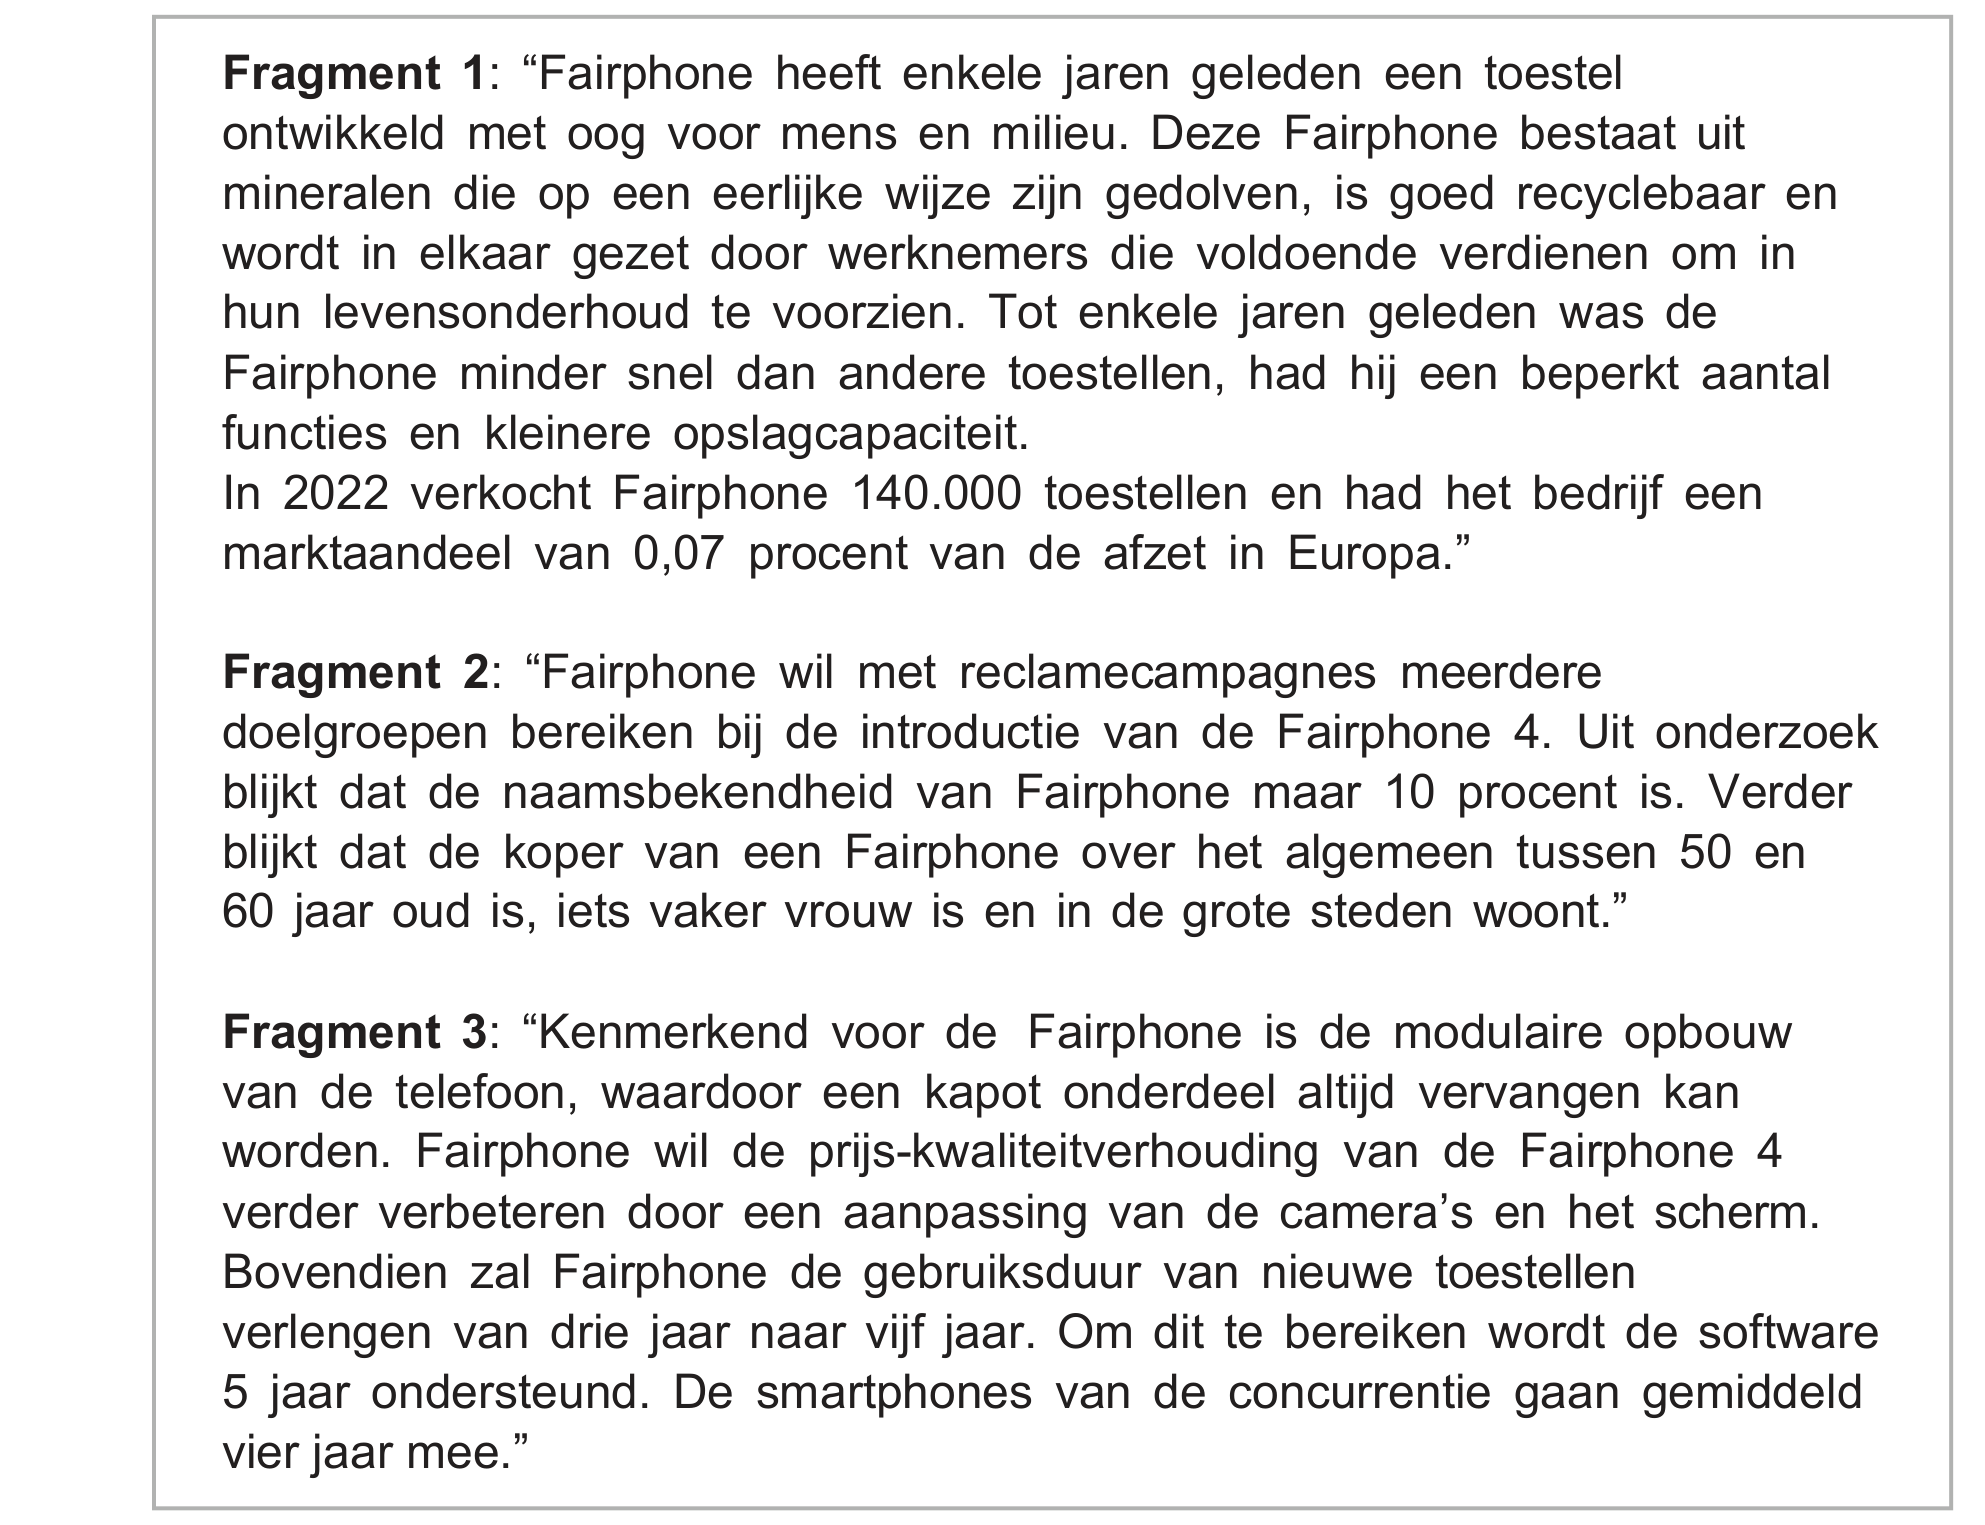 Fragment 1: “Fairphone heeft enkele jaren geleden een toestel
ontwikkeld met oog voor mens en milieu. Deze Fairphone bestaat uit
mineralen die op een eerlijke wijze zijn gedolven, is goed recyclebaar en
wordt in elkaar gezet door werknemers die voldoende verdienen om in
hun levensonderhoud te voorzien. Tot enkele jaren geleden was de
Fairphone minder snel dan andere toestellen, had hij een beperkt aantal
functies en kleinere opslagcapaciteit.
In 2022 verkocht Fairphone 140.000 toestellen en had het bedrijf een
marktaandeel van 0,07 procent van de afzet in Europa.”
Fragment 2: “Fairphone wil met reclamecampagnes meerdere
doelgroepen bereiken bij de introductie van de Fairphone 4. Uit onderzoek
blijkt dat de naamsbekendheid van Fairphone maar 10 procent is. Verder
blijkt dat de koper van een Fairphone over het algemeen tussen 50 en
60 jaar oud is, iets vaker vrouw is en in de grote steden woont.”
Fragment 3: “Kenmerkend voor de Fairphone is de modulaire opbouw
van de telefoon, waardoor een kapot onderdeel altijd vervangen kan
worden. Fairphone wil de prijs-kwaliteitverhouding van de Fairphone 4
verder verbeteren door een aanpassing van de camera’s en het scherm.
Bovendien zal Fairphone de gebruiksduur van nieuwe toestellen
verlengen van drie jaar naar vijf jaar. Om dit te bereiken wordt de software
5 jaar ondersteund. De smartphones van de concurrentie gaan gemiddeld
vier jaar mee.”